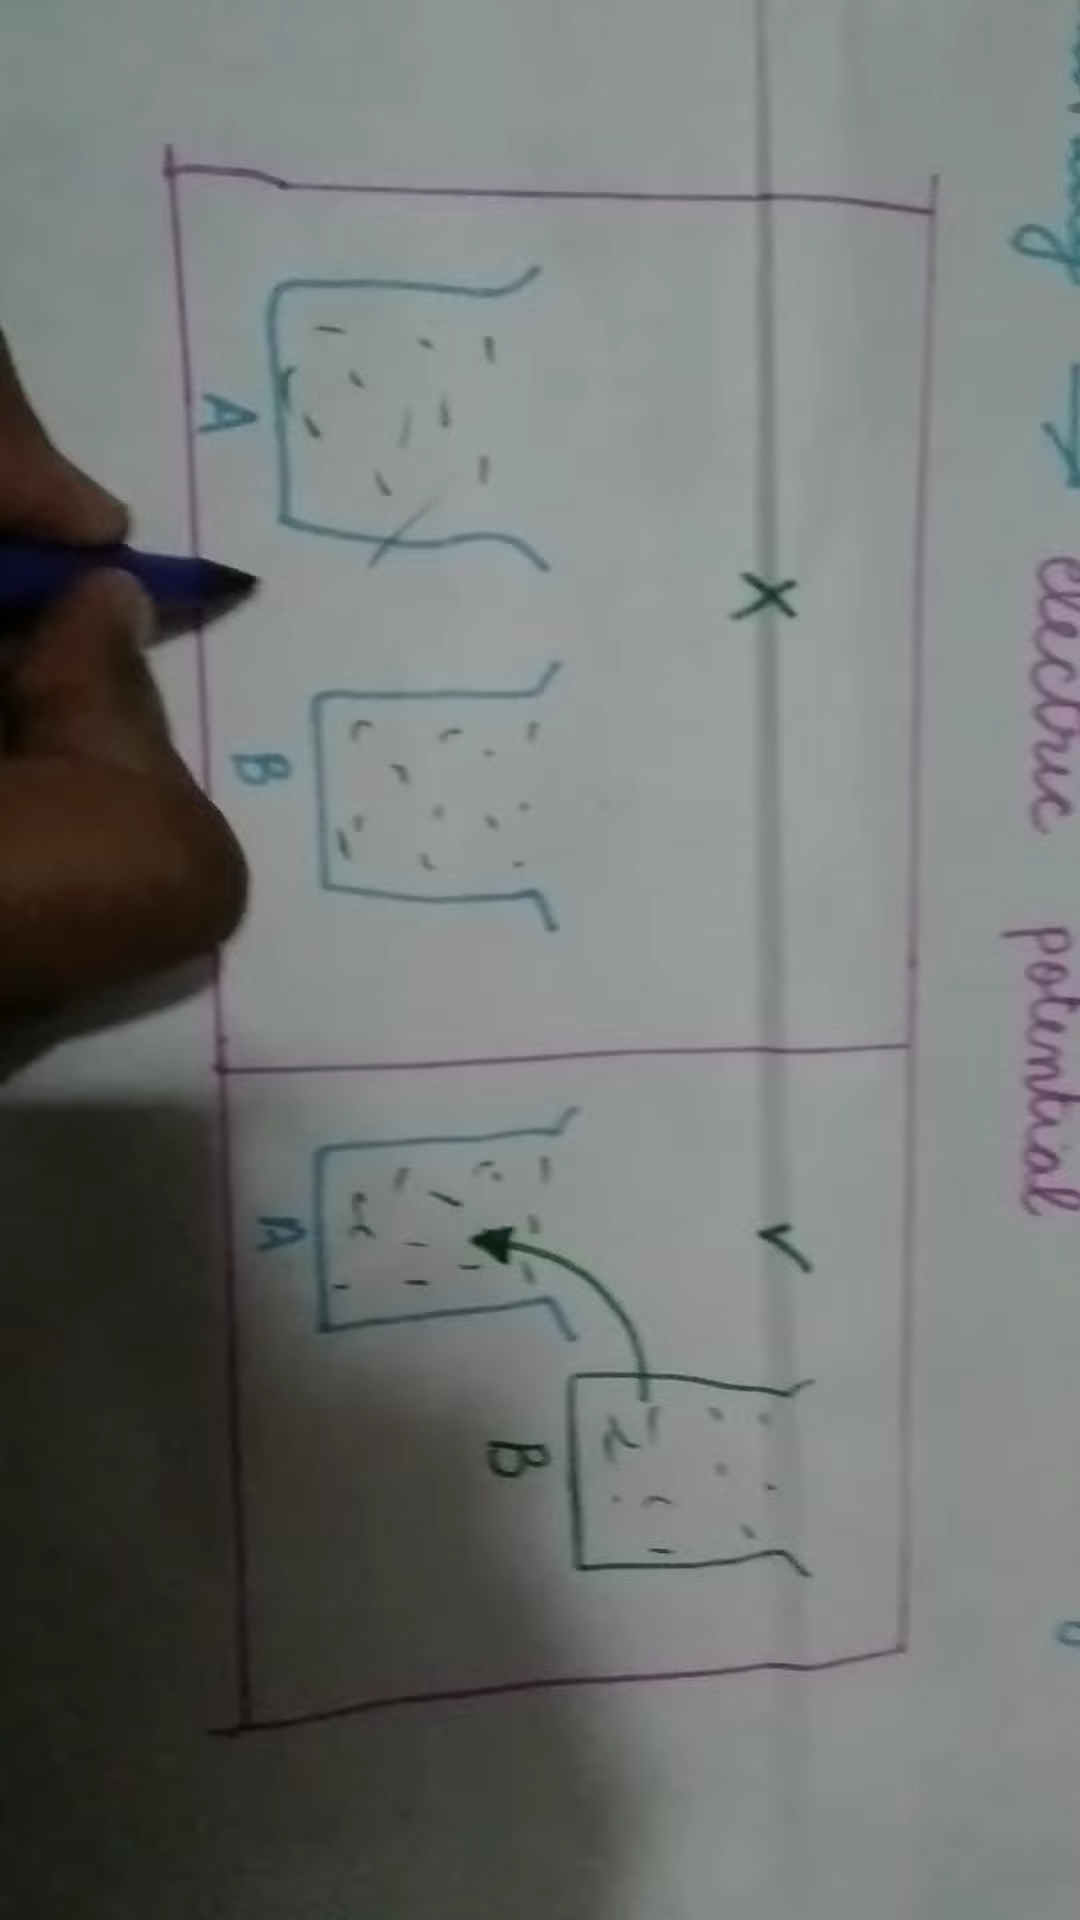 → electric potential
X ✓
A B A B